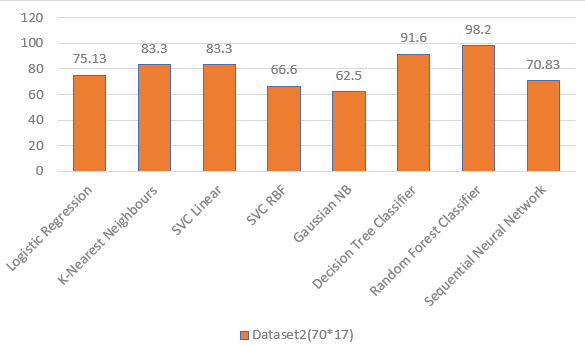 120
100
80
60
40
20
0
75.13
83.3
83.3
66.6
62.5
91.6
98.2
70.83
Logistic Regression
K-Nearest Neighbours
SVC Linear
SVC RBF
Gaussian NB
Decision Tree Classifier
Random Forest Classifier
Sequential Neural Network
Dataset2(70*17)